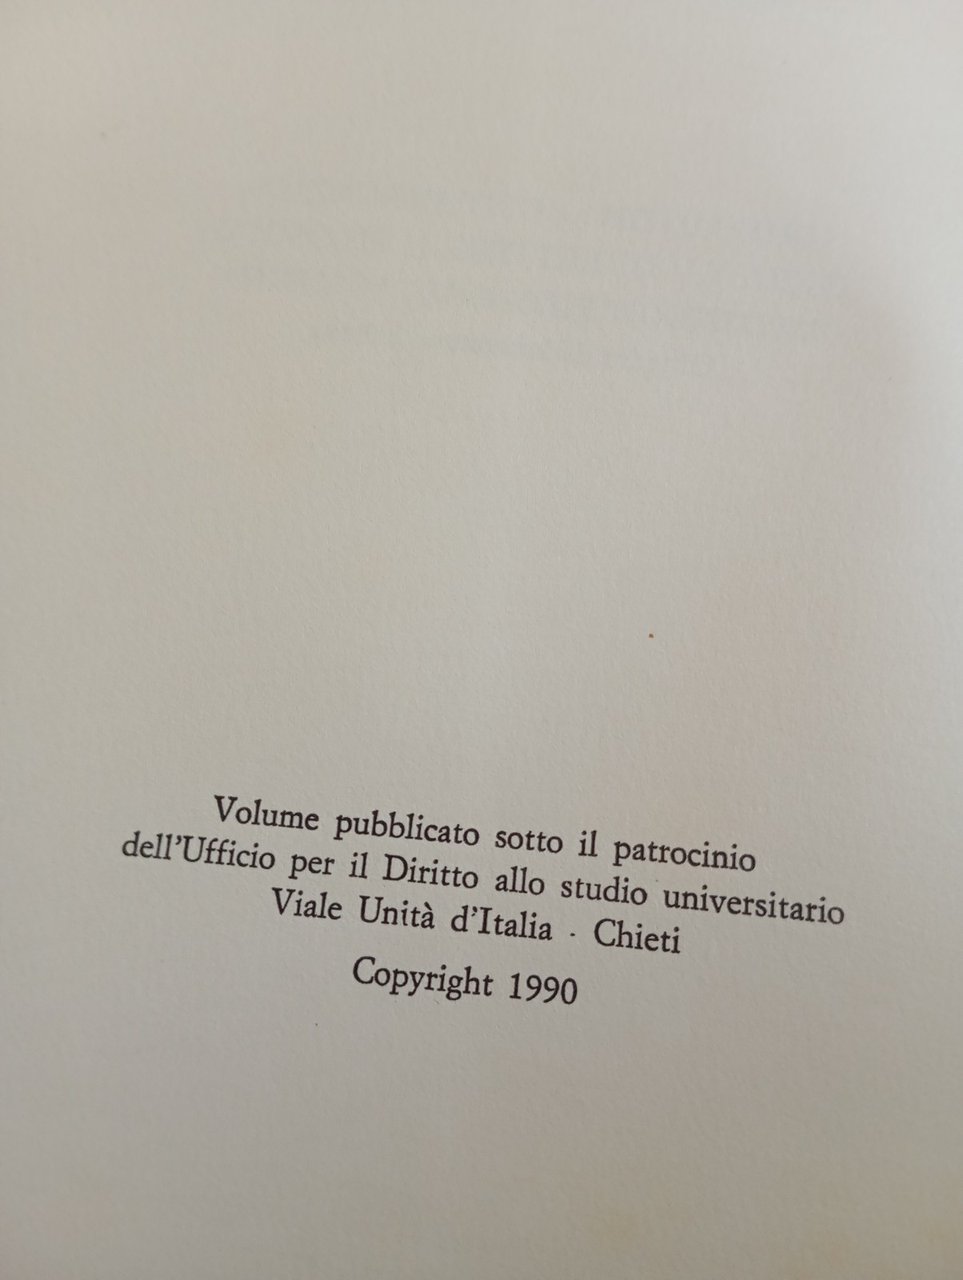 Volume pubblicato sotto il patrocinio
dell'Ufficio per il Diritto allo studio universitario
Viale Unità d'Italia · Chieti
Copyright 1990